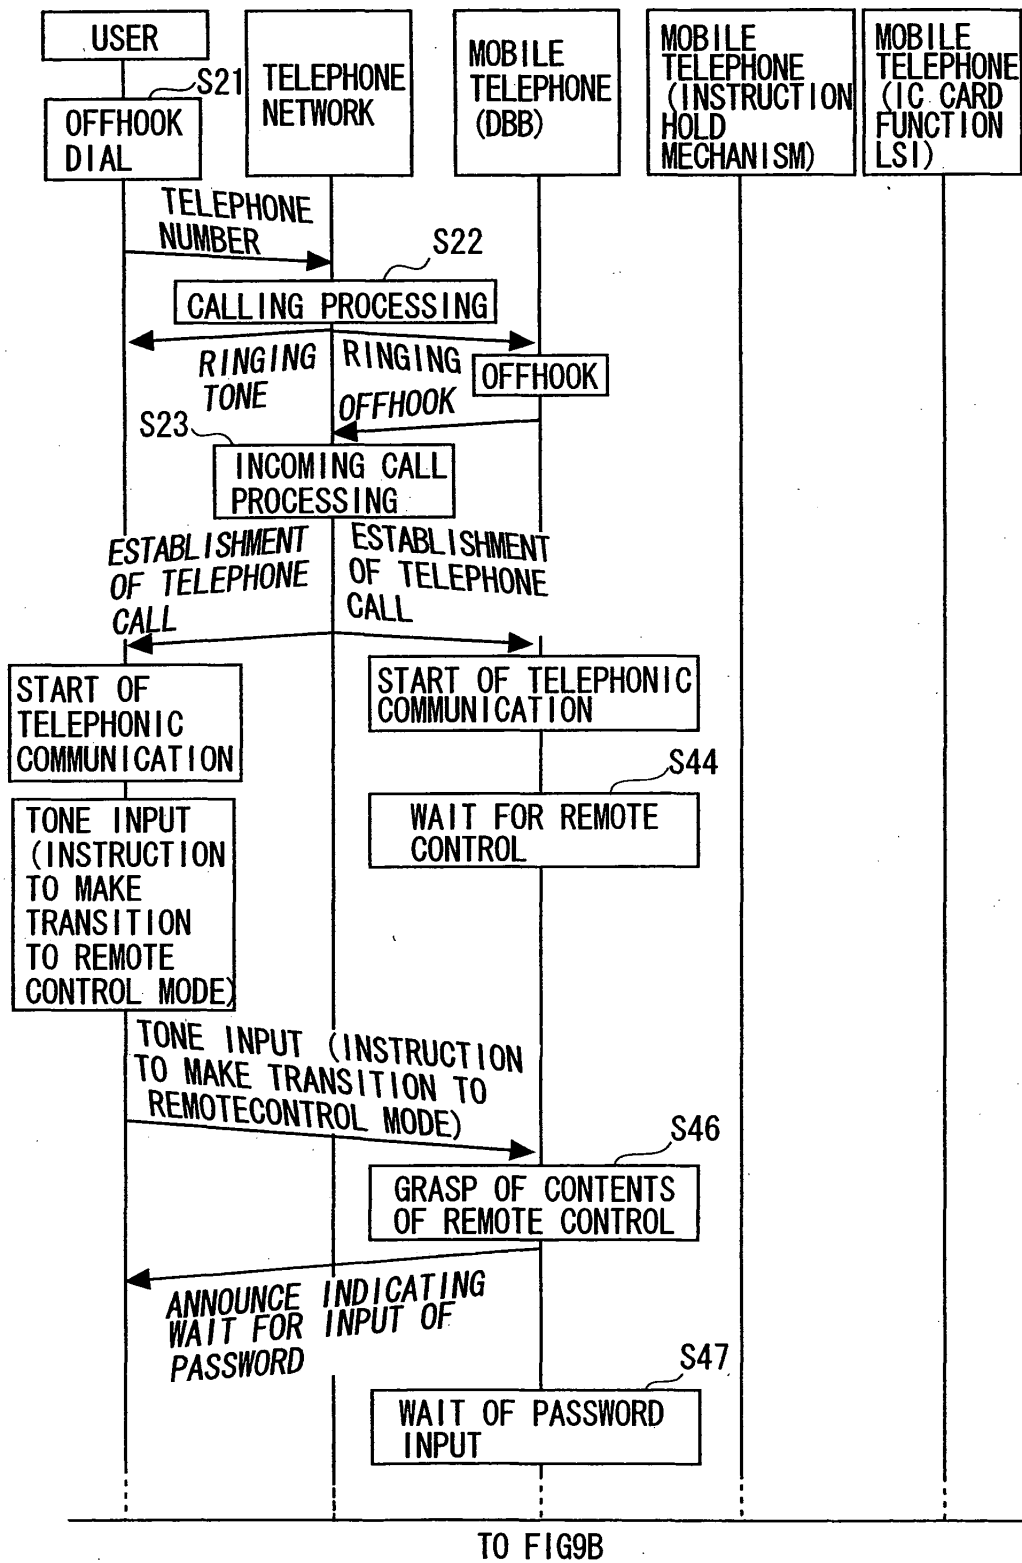 USER
TELEPHONE
NETWORK
MOBILE
TELEPHONE
(DBB)
MOBILE
TELEPHONE
(INSTRUCTION
HOLD
MECHANISM)
MOBILE
TELEPHONE
(IC CARD
FUNCTION
LSI)
S21
OFFHOOK
DIAL
TELEPHONE
NUMBER
S22
CALLING PROCESSING
RINGING
TONE
RINGING
OFFHOOK
OFFHOOK
S23
INCOMING CALL
PROCESSING
ESTABLISHMENT
OF TELEPHONE
CALL
ESTABLISHMENT
OF TELEPHONE
CALL
START OF
TELEPHONIC
COMMUNICATION
START OF TELEPHONIC
COMMUNICATION
S44
WAIT FOR REMOTE
CONTROL
TONE INPUT
(INSTRUCTION
TO MAKE
TRANSITION
TO REMOTE
CONTROL MODE)
TONE INPUT (INSTRUCTION
TO MAKE TRANSITION TO
REMOTECONTROL MODE)
S46
GRASP OF CONTENTS
OF REMOTE CONTROL
ANNOUNCE INDICATING
WAIT FOR INPUT OF
PASSWORD
S47
WAIT OF PASSWORD
INPUT
TO FIG9B